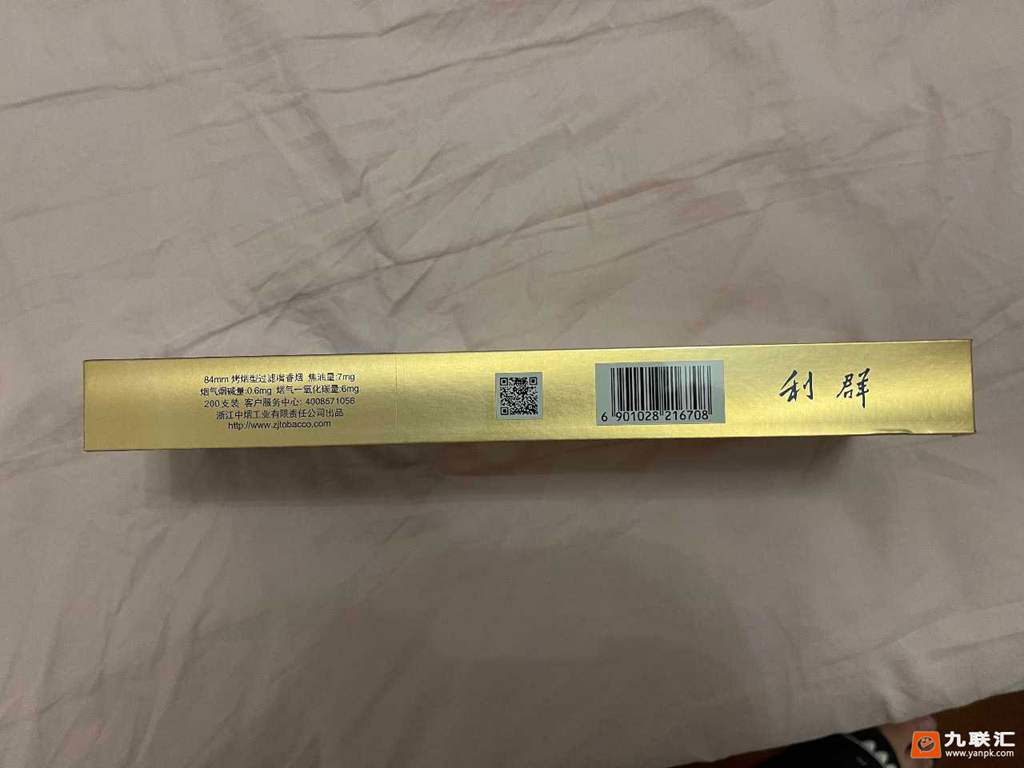 84mm 烤烟型过滤嘴香烟 焦油量:7mg
烟气烟碱量:0.6mg 烟气一氧化碳量:6mg
200支装 客户服务中心: 4008571056
浙江中烟工业有限责任公司出品
http://www.zjtobacco.com
6 901028 216708
利群
九联汇
www.yanpk.com